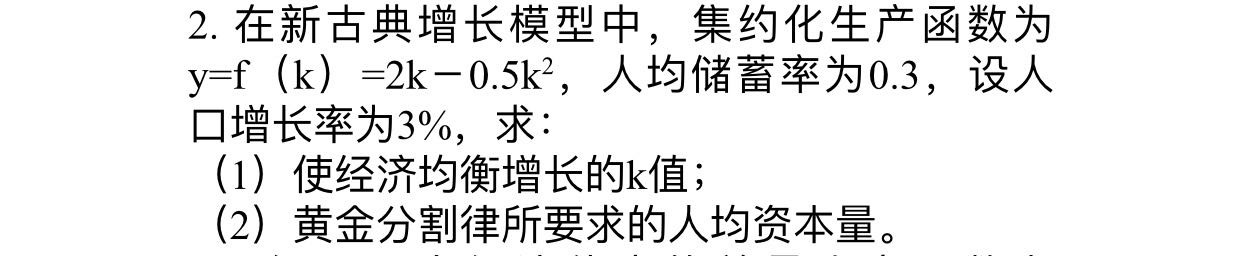 2. 在新古典增长模型中，集约化生产函数为
y=f（k）=2k－0.5k²，人均储蓄率为0.3，设人
口增长率为3%，求：
（1）使经济均衡增长的k值；
（2）黄金分割律所要求的人均资本量。